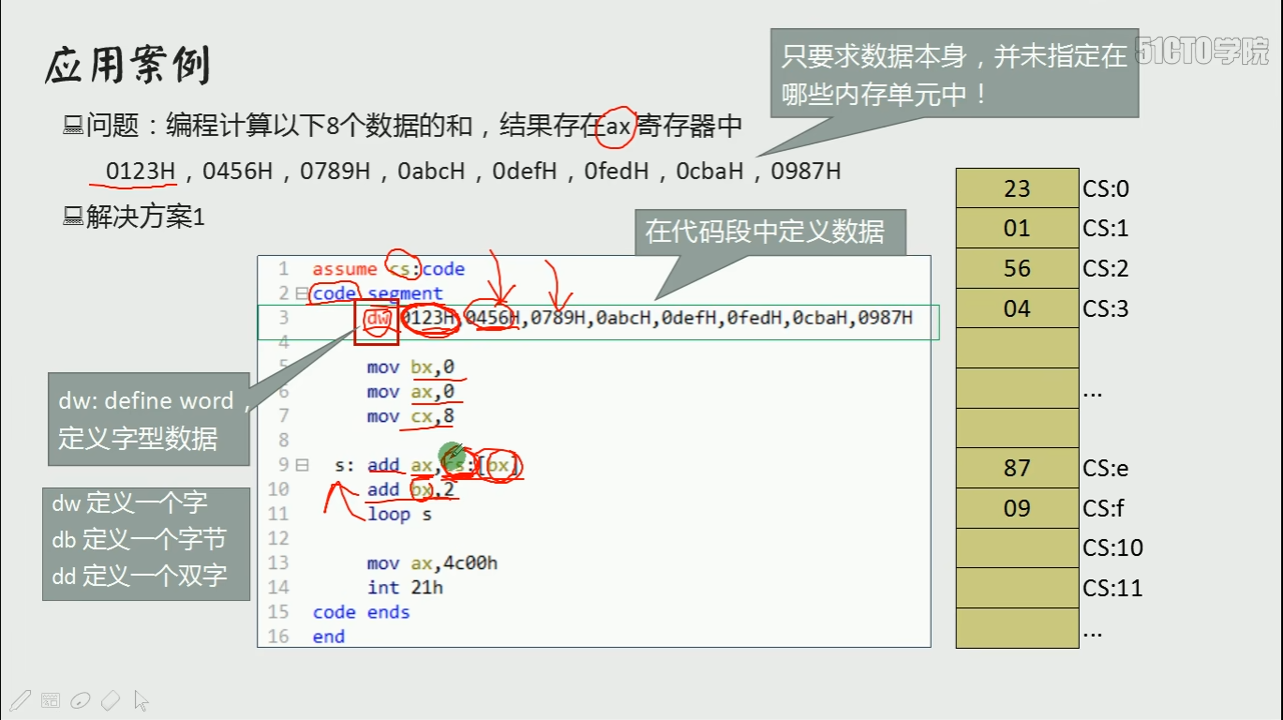 应用案例
51CTO学院
只要求数据本身，并未指定在
哪些内存单元中！
问题：编程计算以下8个数据的和，结果存在ax寄存器中
0123H，0456H，0789H，0abcH，0defH，0fedH，0cbaH，0987H
解决方案1
在代码段中定义数据
1 assume cs:code
2 code segment
3 dw 0123H,0456H,0789H,0abcH,0defH,0fedH,0cbaH,0987H
4
5 mov bx,0
6 mov ax,0
7 mov cx,8
8
9 s: add ax,cs:[bx]
10 add bx,2
11 loop s
12
13 mov ax,4c00h
14 int 21h
15 code ends
16 end
dw: define word，
定义字型数据
dw 定义一个字
db 定义一个字节
dd 定义一个双字
23 CS:0
01 CS:1
56 CS:2
04 CS:3
...
87 CS:e
09 CS:f
CS:10
CS:11
...